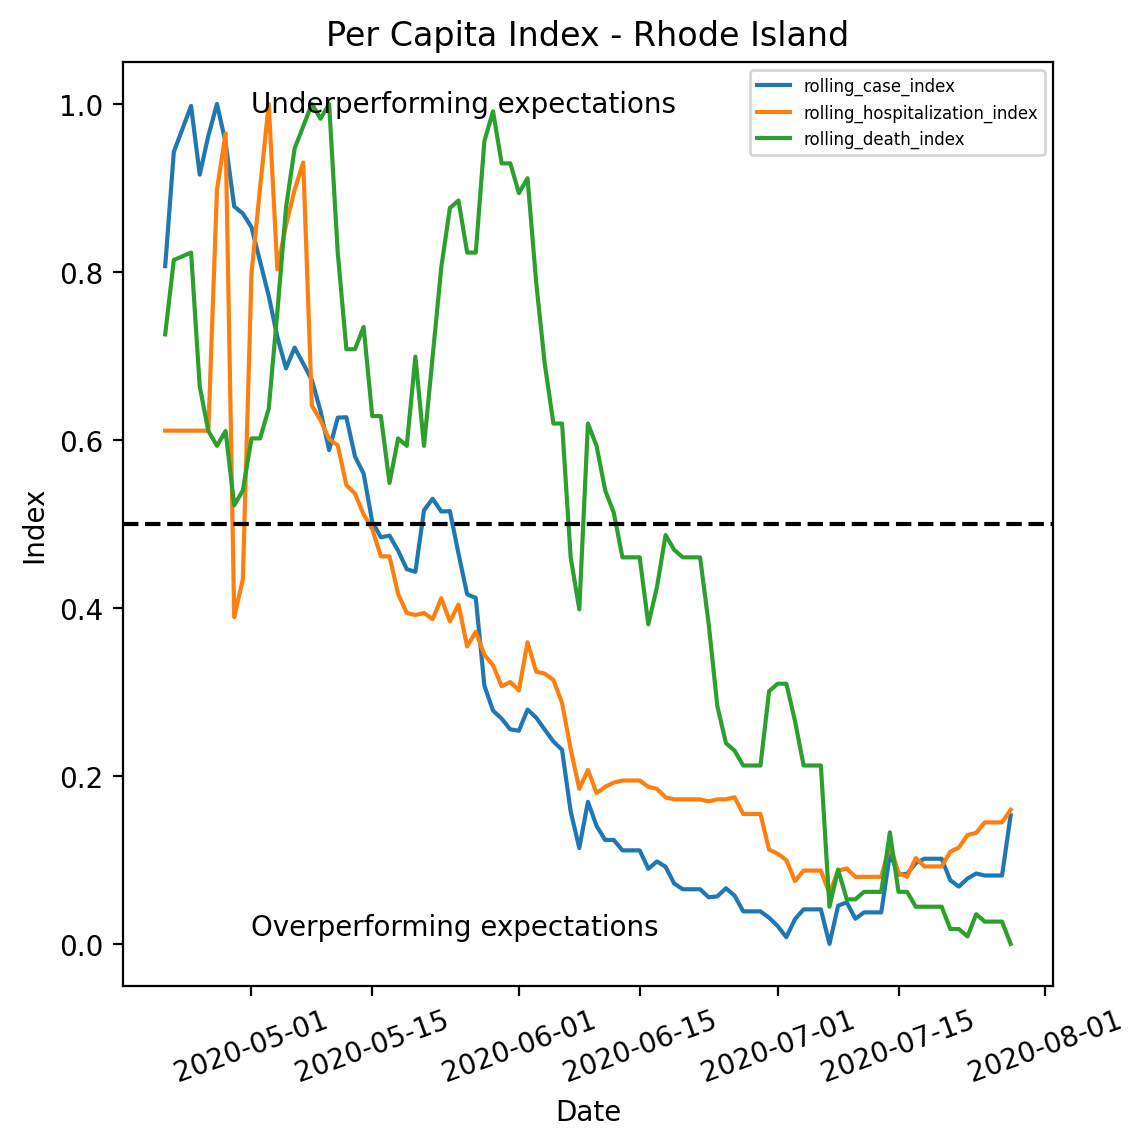 Per Capita Index - Rhode Island
1.0
0.8
0.6
0.4
0.2
0.0
Index
Underperforming expectations
rolling_case_index
rolling_hospitalization_index
rolling_death_index
Overperforming expectations
2020-05-01
2020-05-15
2020-06-01
2020-06-15
2020-07-01
2020-07-15
2020-08-01
Date